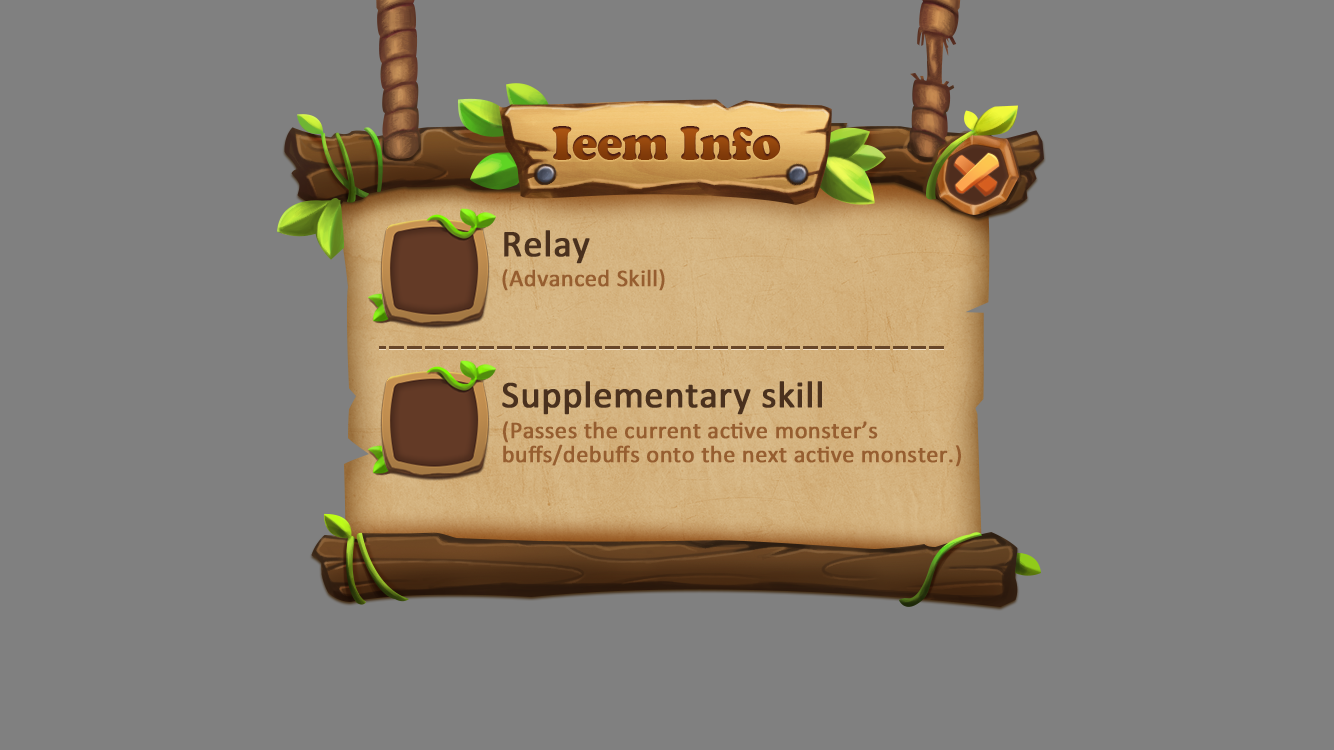 Ieem Info
Relay
(Advanced Skill)
Supplementary skill
(Passes the current active monster’s
buffs/debuffs onto the next active monster.)